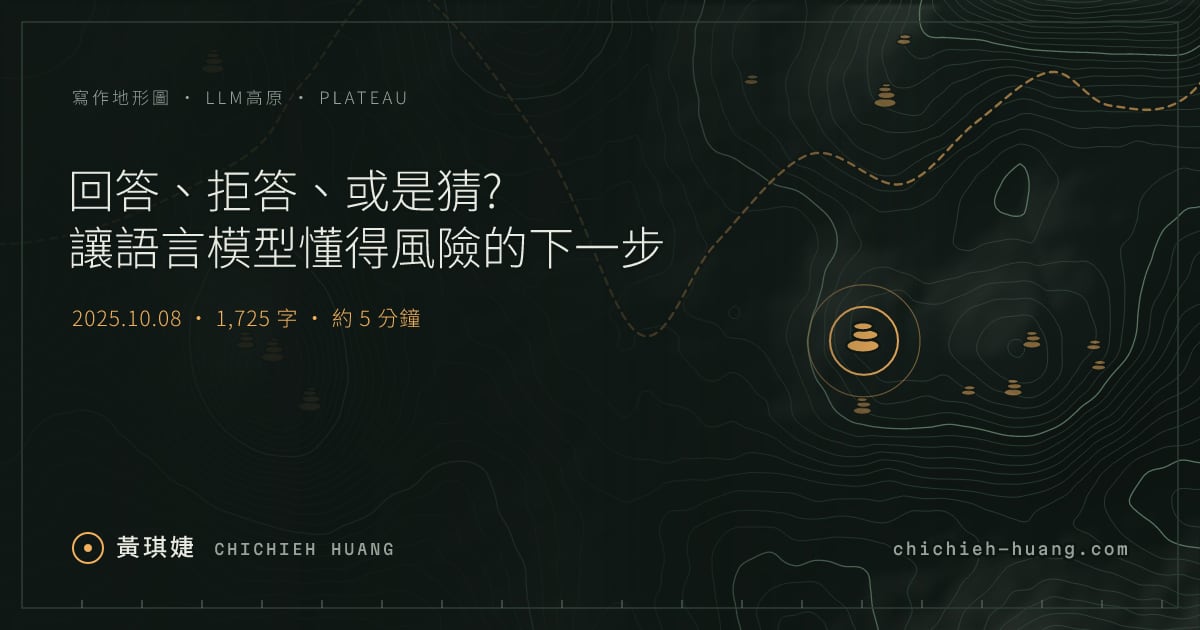 寫作地形圖 · LLM高原 · PLATEAU
回答、拒答、或是猜?
讓語言模型懂得風險的下一步
2025.10.08 · 1,725 字 · 約 5 分鐘
黃琪婕 CHICHIEH HUANG
chichieh-huang.com